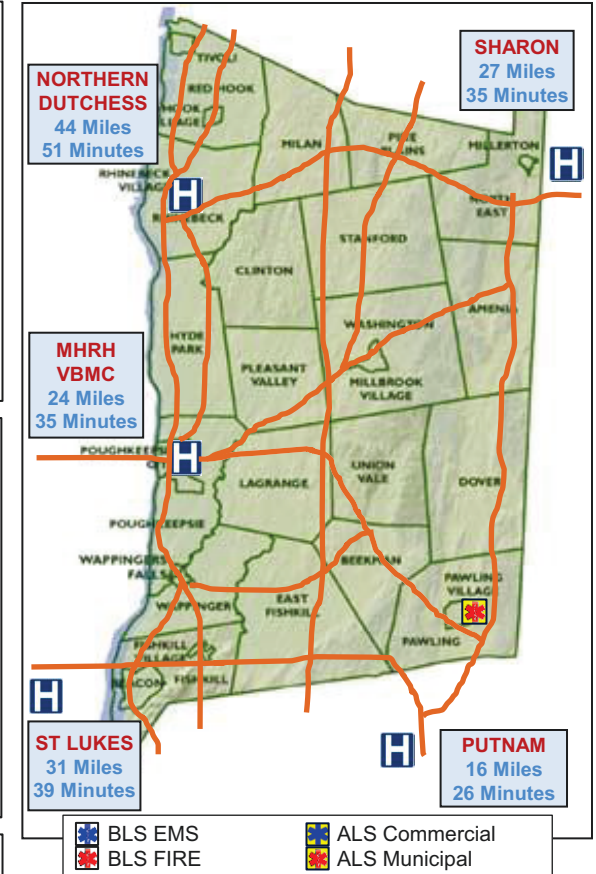 NORTHERN
DUTCHESS
44 Miles
51 Minutes
SHARON
27 Miles
35 Minutes
TIVOLI
RED HOOK
HOOK
VILLAGE
MILAN
PINE
PLAINS
MILLERTON
H
RHINEBECK
VILLAGE
H
RHINEBECK
NORTH
EAST
STANFORD
CLINTON
AMENIA
WASHINGTON
HYDE
PARK
MHRH
VBMC
24 Miles
35 Minutes
PLEASANT
VALLEY
MILLBROOK
VILLAGE
POUGHKEEPSIE
CITY
H
UNION
VALE
LAGRANGE
DOVER
POUGHKEEPSIE
WAPPINGERS
FALLS
BEEKMAN
PAWLING
VILLAGE
WAPPINGER
EAST
FISHKILL
PAWLING
FISHKILL
VILLAGE
BEACON
FISHKILL
H
H
ST LUKES
31 Miles
39 Minutes
PUTNAM
16 Miles
26 Minutes
BLS EMS
ALS Commercial
BLS FIRE
ALS Municipal